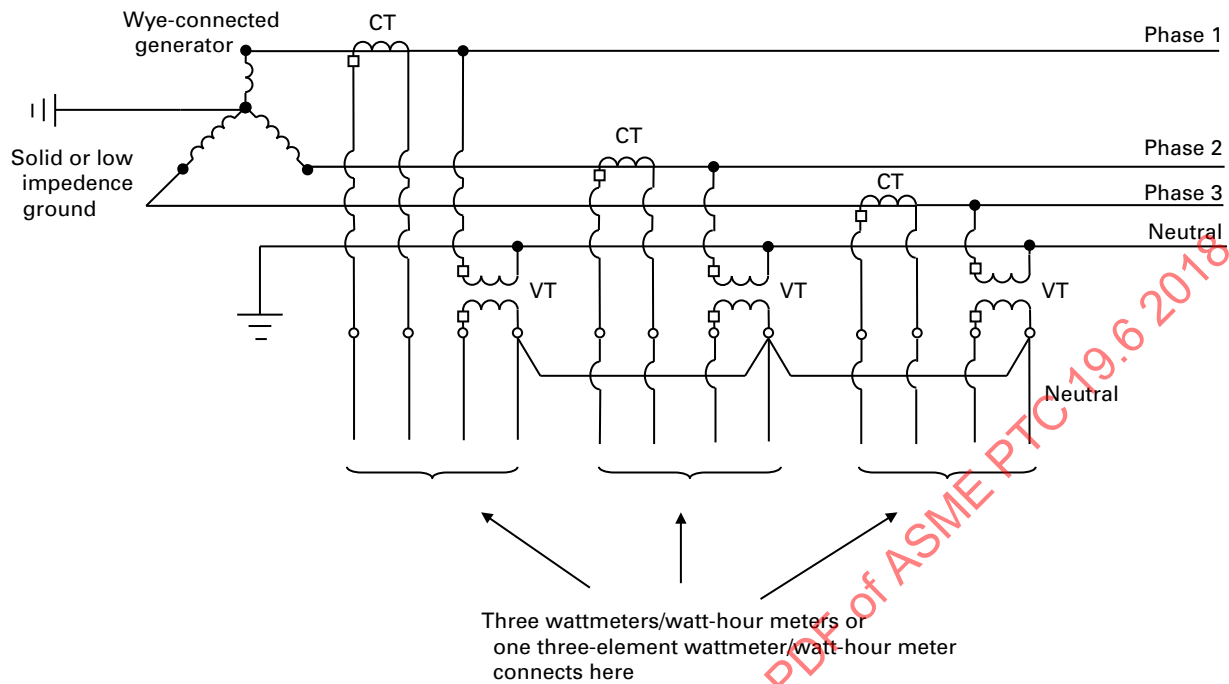 Wye-connected
generator
CT
Phase 1
Solid or low
impedence
ground
CT
Phase 2
CT
Phase 3
Neutral
VT
VT
VT
Neutral
Three wattmeters/watt-hour meters or
one three-element wattmeter/watt-hour meter
connects here
PDF of ASME PTC 19.6 2018